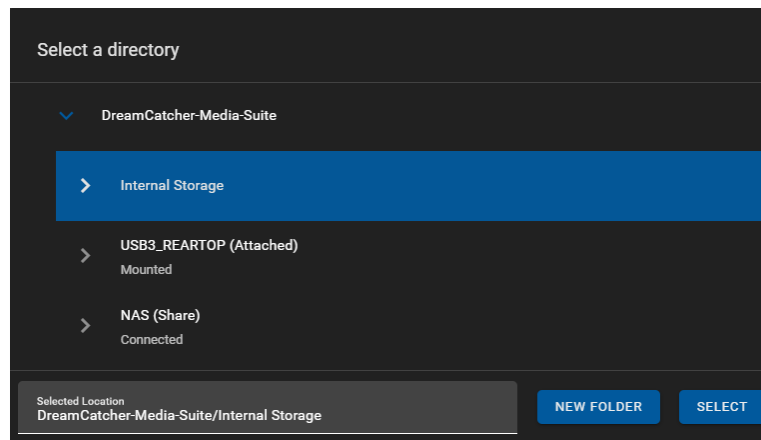 Select a directory
DreamCatcher-Media-Suite
Internal Storage
USB3_REARTOP (Attached)
Mounted
NAS (Share)
Connected
Selected Location
DreamCatcher-Media-Suite/Internal Storage
NEW FOLDER
SELECT